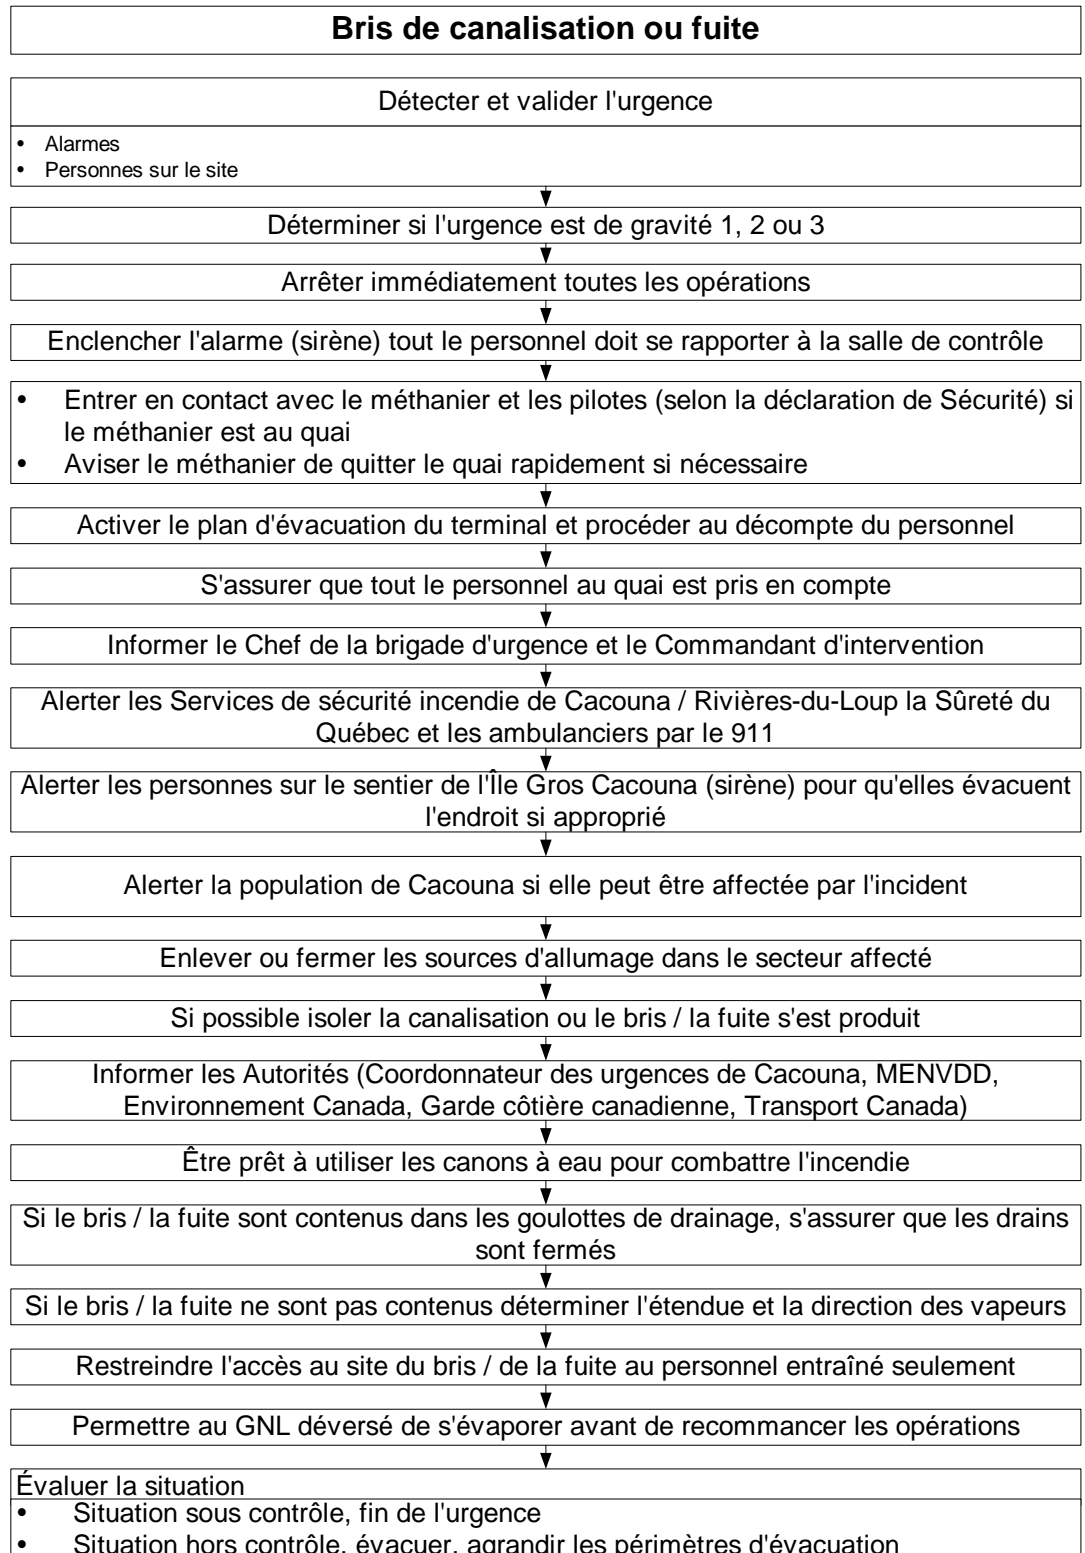 Bris de canalisation ou fuite
Détecter et valider l'urgence
• Alarmes
• Personnes sur le site
Déterminer si l'urgence est de gravité 1, 2 ou 3
Arrêter immédiatement toutes les opérations
Enclencher l'alarme (sirène) tout le personnel doit se rapporter à la salle de contrôle
• Entrer en contact avec le méthanier et les pilotes (selon la déclaration de Sécurité) si
le méthanier est au quai
• Aviser le méthanier de quitter le quai rapidement si nécessaire
Activer le plan d'évacuation du terminal et procéder au décompte du personnel
S'assurer que tout le personnel au quai est pris en compte
Informer le Chef de la brigade d'urgence et le Commandant d'intervention
Alerter les Services de sécurité incendie de Cacouna / Rivières-du-Loup la Sûreté du
Québec et les ambulanciers par le 911
Alerter les personnes sur le sentier de l'Île Gros Cacouna (sirène) pour qu'elles évacuent
l'endroit si approprié
Alerter la population de Cacouna si elle peut être affectée par l'incident
Enlever ou fermer les sources d'allumage dans le secteur affecté
Si possible isoler la canalisation ou le bris / la fuite s'est produit
Informer les Autorités (Coordonnateur des urgences de Cacouna, MENVDD,
Environnement Canada, Garde côtière canadienne, Transport Canada)
Être prêt à utiliser les canons à eau pour combattre l'incendie
Si le bris / la fuite sont contenus dans les goulottes de drainage, s'assurer que les drains
sont fermés
Si le bris / la fuite ne sont pas contenus déterminer l'étendue et la direction des vapeurs
Restreindre l'accès au site du bris / de la fuite au personnel entraîné seulement
Permettre au GNL déversé de s'évaporer avant de recommancer les opérations
Évaluer la situation
• Situation sous contrôle, fin de l'urgence
• Situation hors contrôle, évacuer, agrandir les périmètres d'évacuation